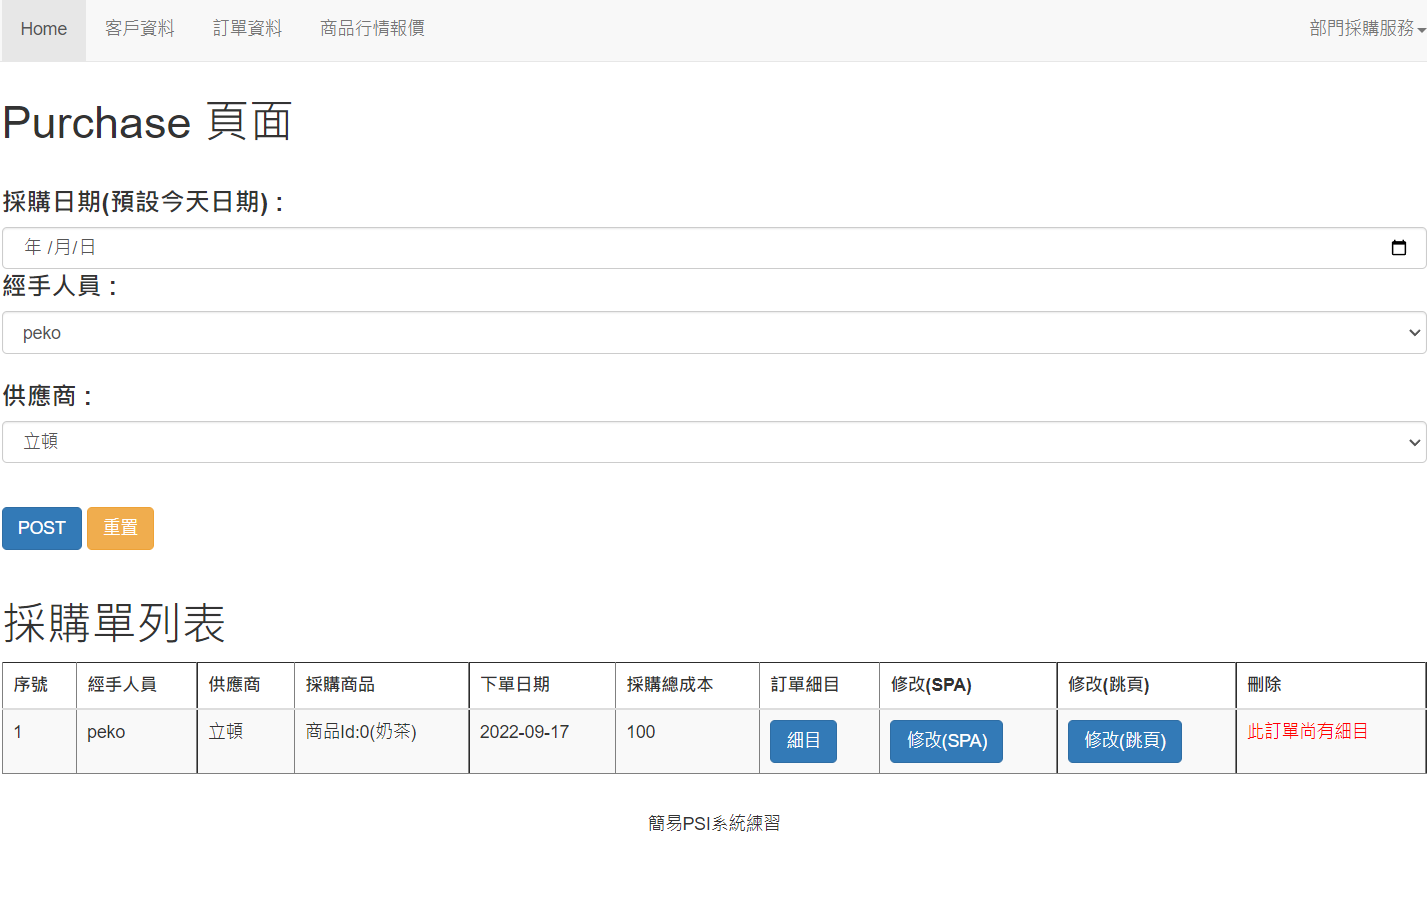 Home 客戶資料 訂單資料 商品行情報價 部門採購服務
Purchase 頁面
採購日期(預設今天日期) :
年 /月/日
經手人員 :
peko
供應商 :
立頓
POST 重置
採購單列表
序號 經手人員 供應商 採購商品 下單日期 採購總成本 訂單細目 修改(SPA) 修改(跳頁) 刪除
1 peko 立頓 商品Id:0(奶茶) 2022-09-17 100 細目 修改(SPA) 修改(跳頁) 此訂單尚有細目
簡易PSI系統練習